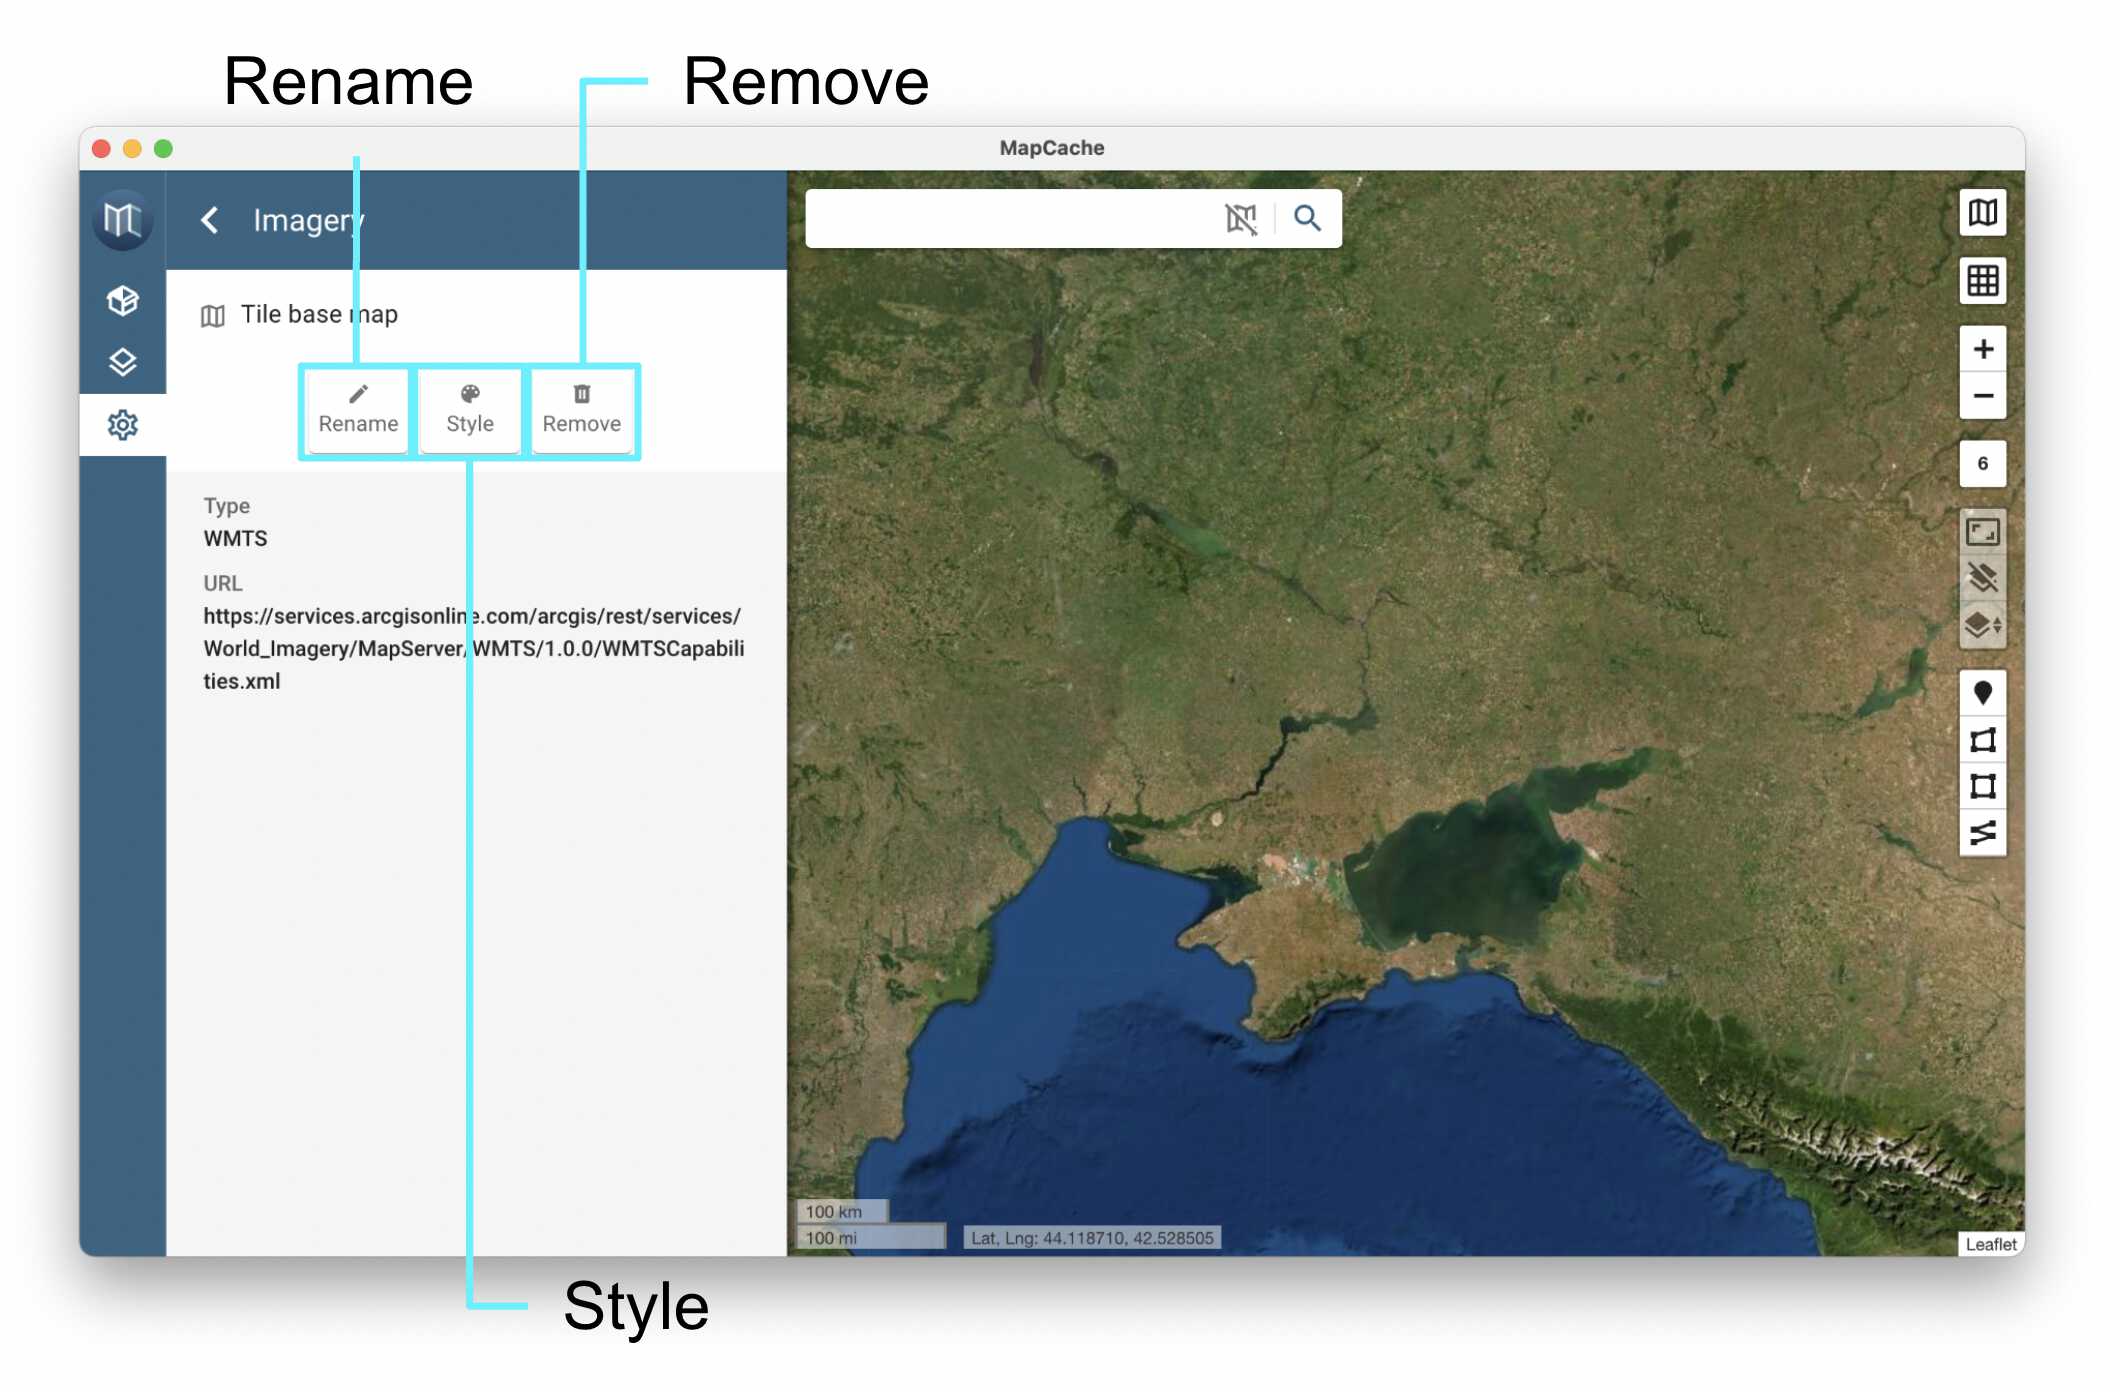 Rename
Remove
MapCache
Imagery
Tile base map
Rename
Style
Remove
Type
WMTS
URL
https://services.arcgisonline.com/arcgis/rest/services/
World_Imagery/MapServer/WMTS/1.0.0/WMTSCapabili
ties.xml
6
100 km
100 mi
Lat, Lng: 44.118710, 42.528505
Leaflet
Style